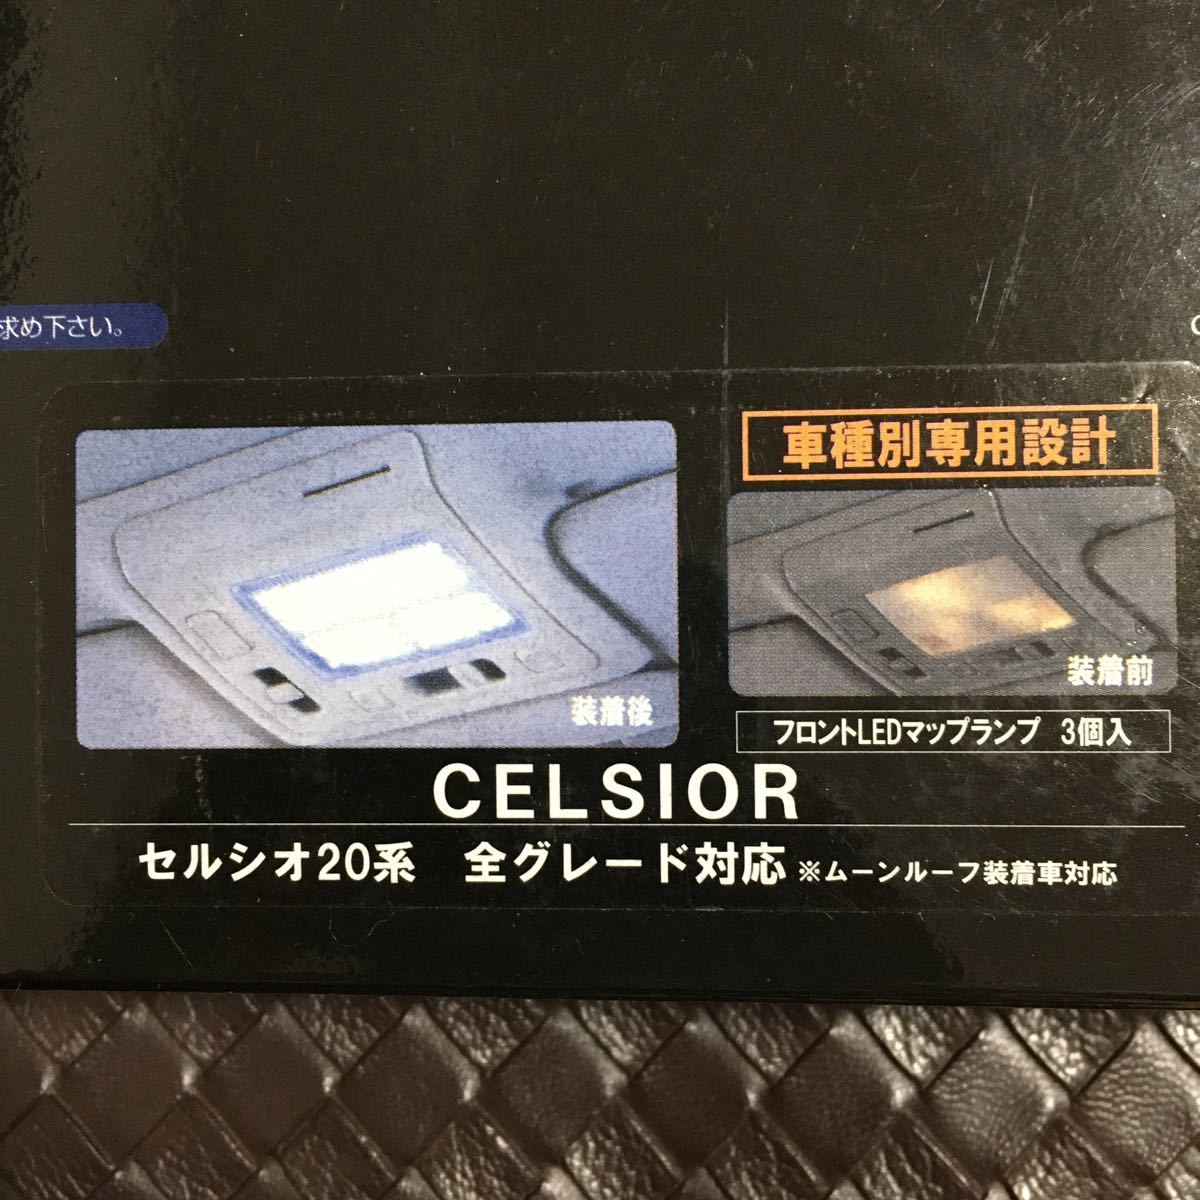 求め下さい。
車種別専用設計
装着後
装着前
フロントLEDマップランプ 3個入
CELSIOR
セルシオ20系 全グレード対応 ※ムーンルーフ装着車対応